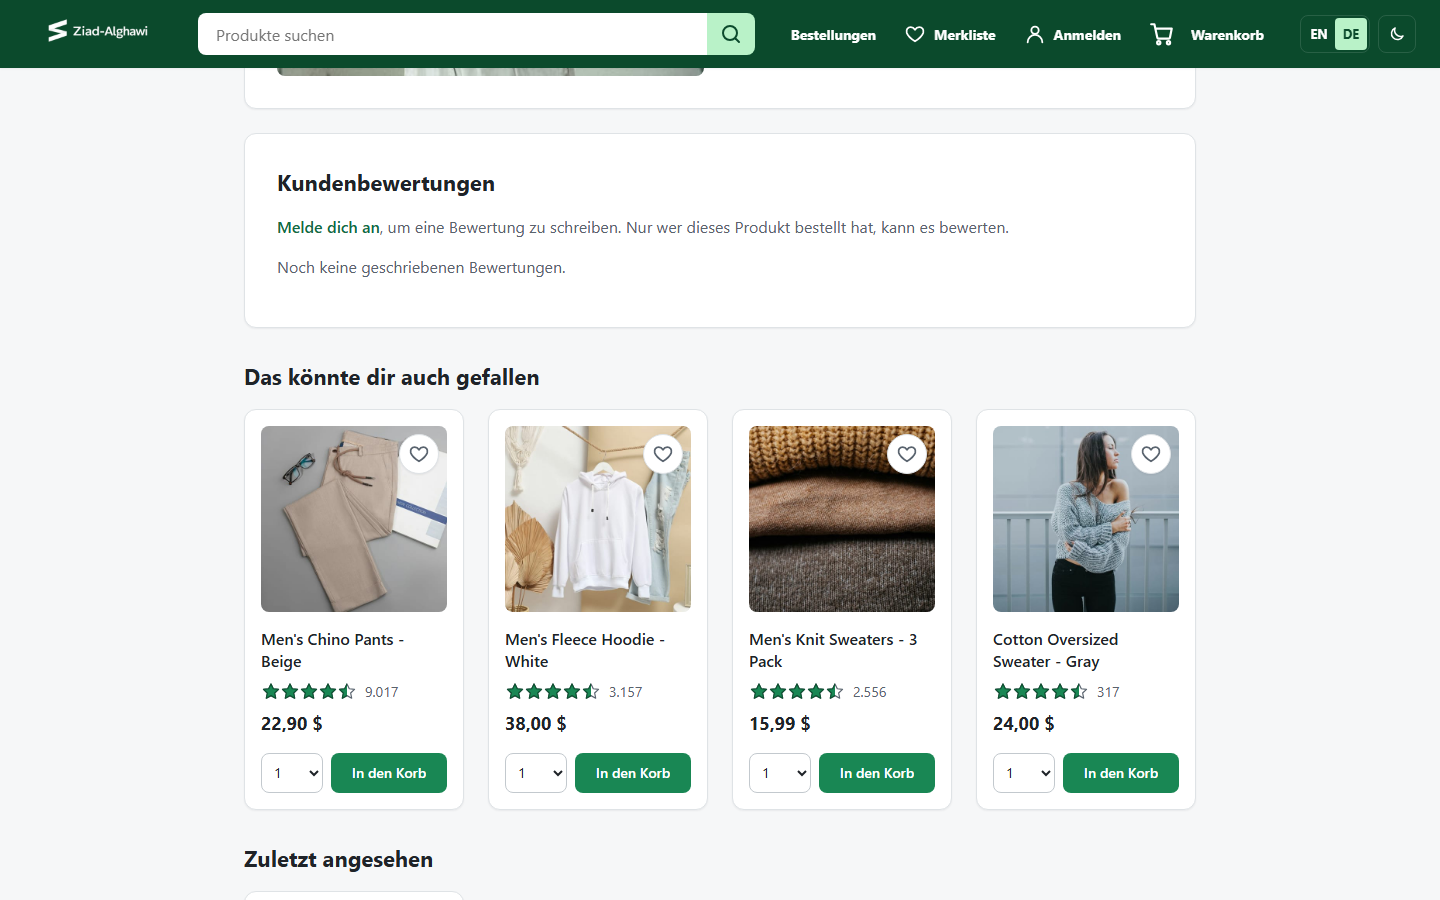 Ziad-Alghawi
Produkte suchen
Bestellungen
Merkliste
Anmelden
Warenkorb
EN
DE
Kundenbewertungen
Melde dich an, um eine Bewertung zu schreiben. Nur wer dieses Produkt bestellt hat, kann es bewerten.
Noch keine geschriebenen Bewertungen.
Das könnte dir auch gefallen
Men's Chino Pants -
Beige
9.017
22,90 $
1
In den Korb
Men's Fleece Hoodie -
White
3.157
38,00 $
1
In den Korb
Men's Knit Sweaters - 3
Pack
2.556
15,99 $
1
In den Korb
Cotton Oversized
Sweater - Gray
317
24,00 $
1
In den Korb
Zuletzt angesehen